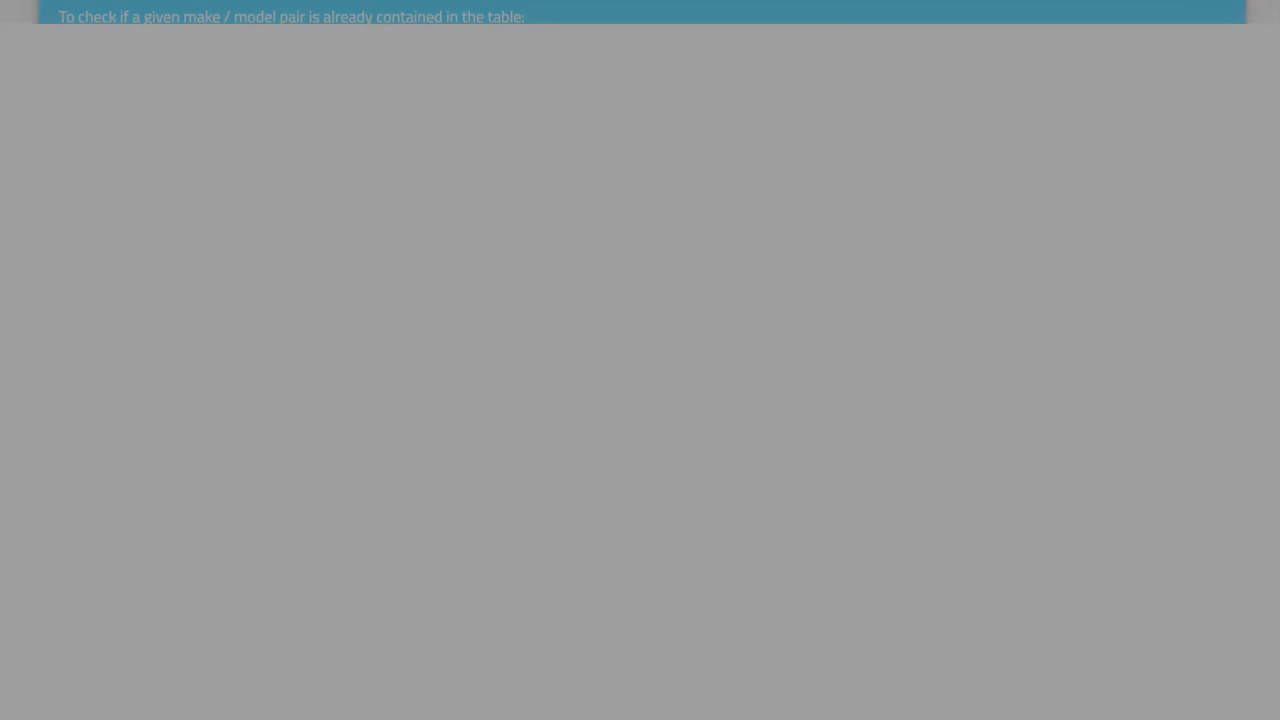 To check if a given make / model pair is already contained in the table: